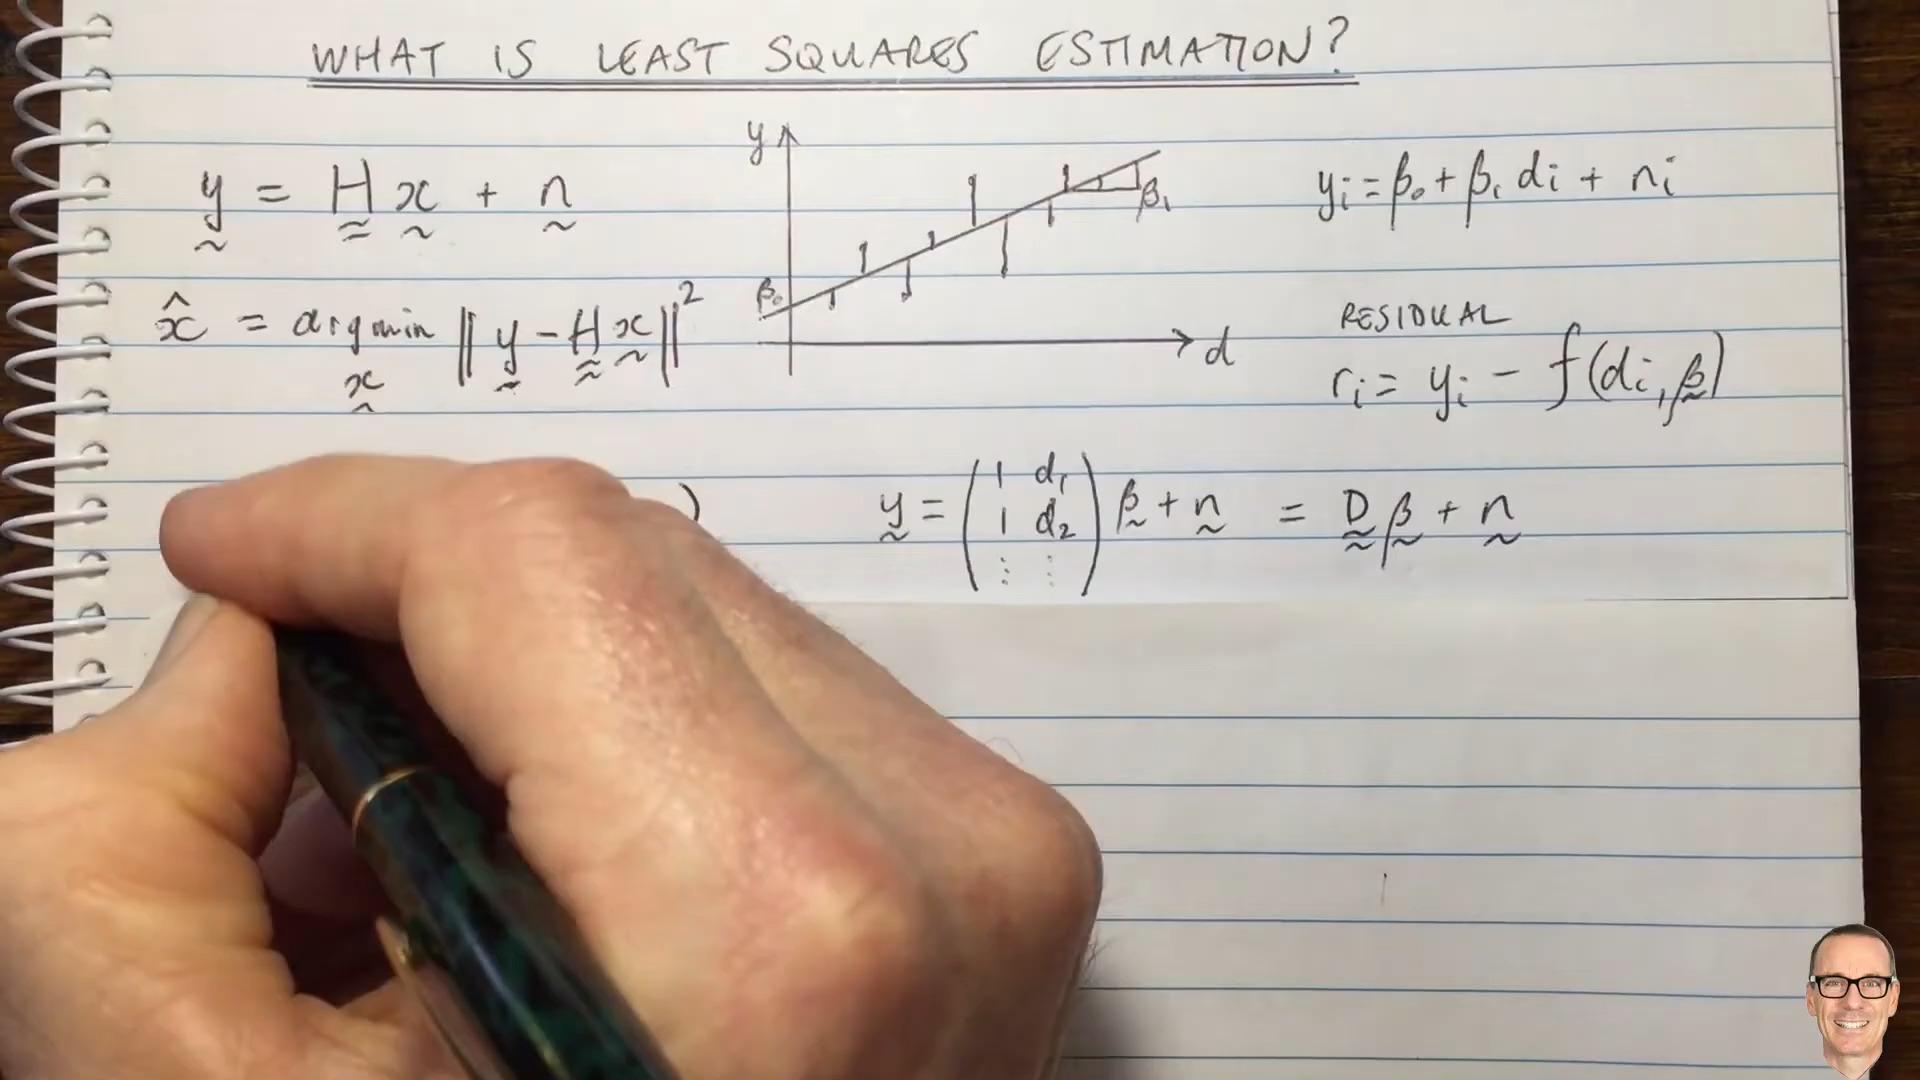 WHAT IS LEAST SQUARES ESTIMATION?
y = H x + n
x̂ = argmin ‖ y - H x ‖²
x
y
β₀
β₁
d
yᵢ = β₀ + β₁ dᵢ + nᵢ
RESIDUAL
rᵢ = yᵢ - f(dᵢ, β)
)
y = ( 1 d₁
1 d₂
⋮ ⋮ ) β + n = D β + n